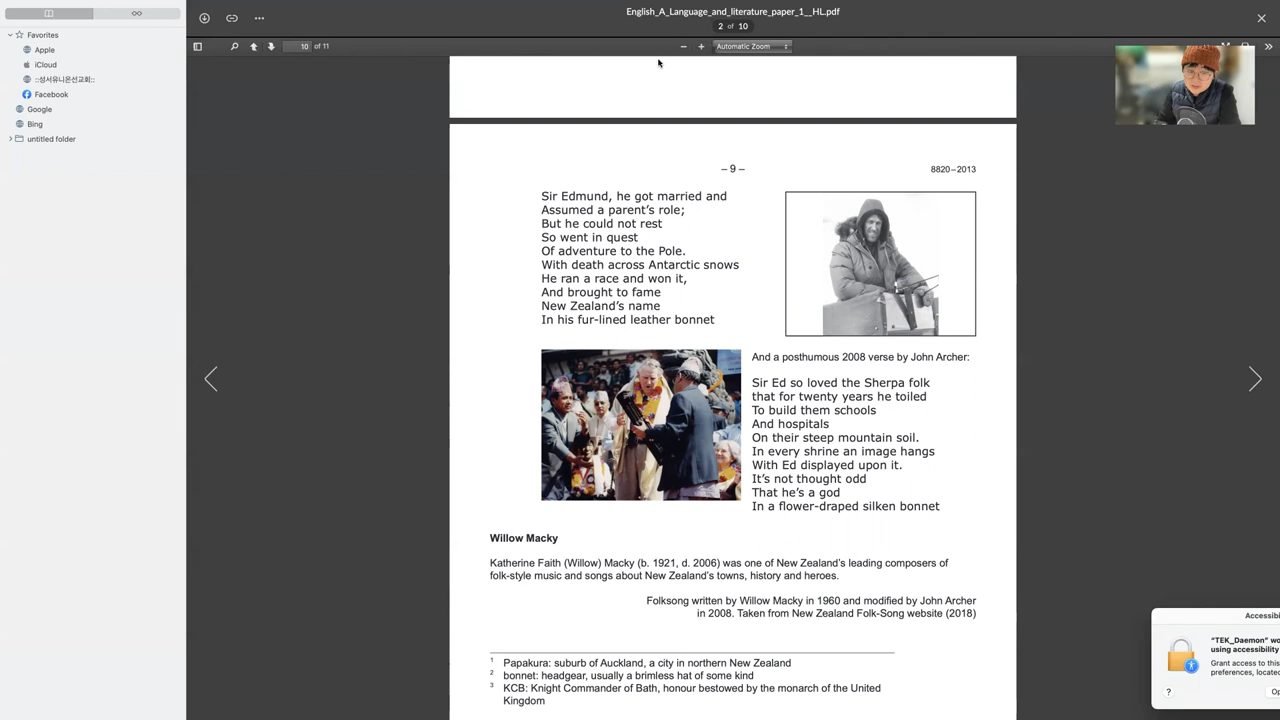 English_A_Language_and_literature_paper_1__HL.pdf
2 of 10
10 of 11
Automatic Zoom
Favorites
Apple
iCloud
::성서유니온선교회::
Facebook
Google
Bing
untitled folder
– 9 –
8820–2013
Sir Edmund, he got married and
Assumed a parent’s role;
But he could not rest
So went in quest
Of adventure to the Pole.
With death across Antarctic snows
He ran a race and won it,
And brought to fame
New Zealand’s name
In his fur-lined leather bonnet
And a posthumous 2008 verse by John Archer:
Sir Ed so loved the Sherpa folk
that for twenty years he toiled
To build them schools
And hospitals
On their steep mountain soil.
In every shrine an image hangs
With Ed displayed upon it.
It’s not thought odd
That he’s a god
In a flower-draped silken bonnet
Willow Macky
Katherine Faith (Willow) Macky (b. 1921, d. 2006) was one of New Zealand’s leading composers of
folk-style music and songs about New Zealand’s towns, history and heroes.
Folksong written by Willow Macky in 1960 and modified by John Archer
in 2008. Taken from New Zealand Folk-Song website (2018)
1 Papakura: suburb of Auckland, a city in northern New Zealand
2 bonnet: headgear, usually a brimless hat of some kind
3 KCB: Knight Commander of Bath, honour bestowed by the monarch of the United
Kingdom
Accessibi
“TEK_Daemon” wo
using accessibility
Grant access to this
preferences, locate
?
Op